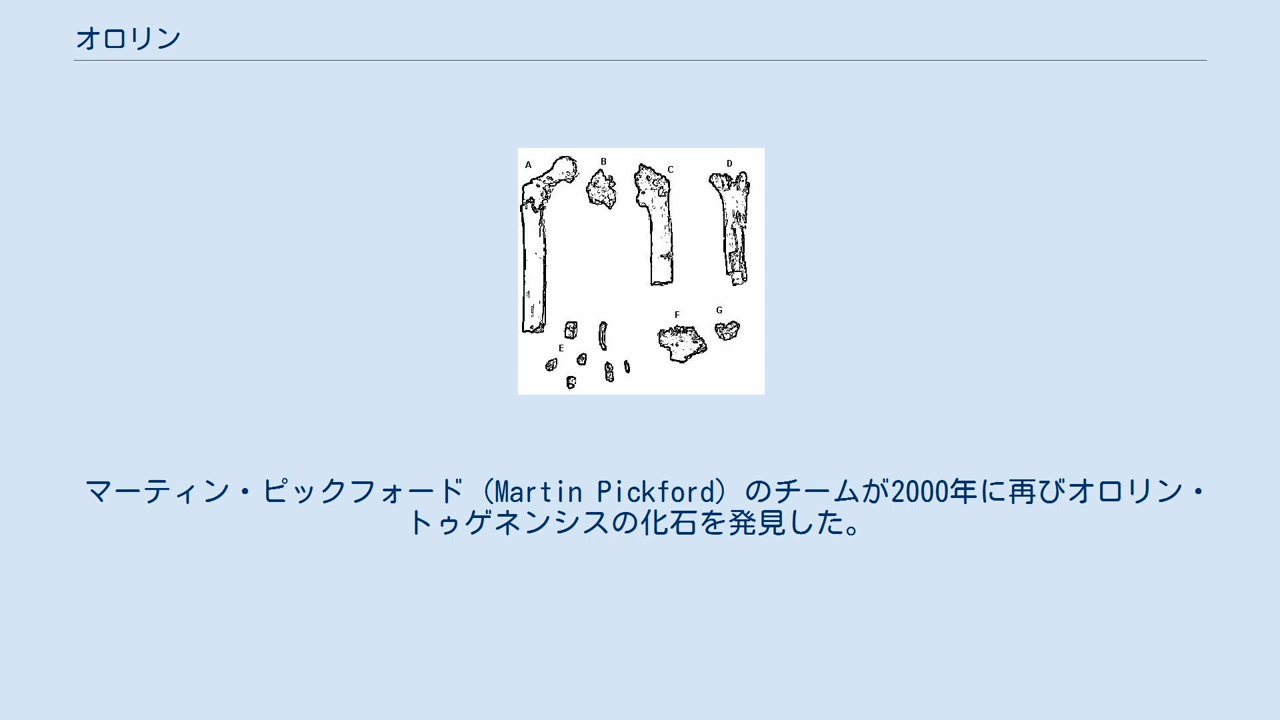 オロリン
A
B
C
D
E
F
G
マーティン・ピックフォード（Martin Pickford）のチームが2000年に再びオロリン・
トゥゲネンシスの化石を発見した。